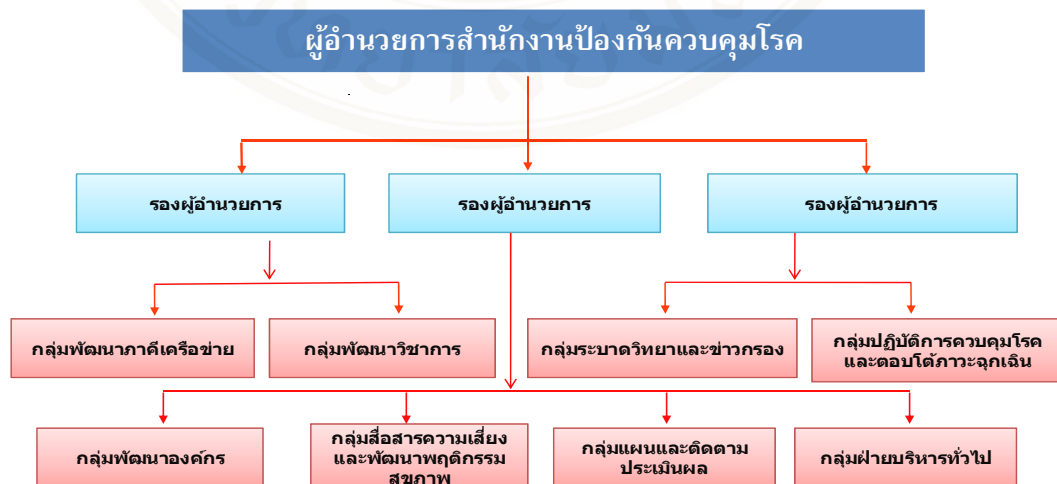 ผู้อำนวยการสำนักงานป้องกันควบคุมโรค
รองผู้อำนวยการ
รองผู้อำนวยการ
รองผู้อำนวยการ
กลุ่มพัฒนาภาคีเครือข่าย
กลุ่มพัฒนาวิชาการ
กลุ่มระบาดวิทยาและข่าวกรอง
กลุ่มปฏิบัติการควบคุมโรค
และตอบโต้ภาวะฉุกเฉิน
กลุ่มพัฒนาองค์กร
กลุ่มสื่อสารความเสี่ยง
และพัฒนาพฤติกรรม
สุขภาพ
กลุ่มแผนและติดตาม
ประเมินผล
กลุ่มฝ่ายบริหารทั่วไป